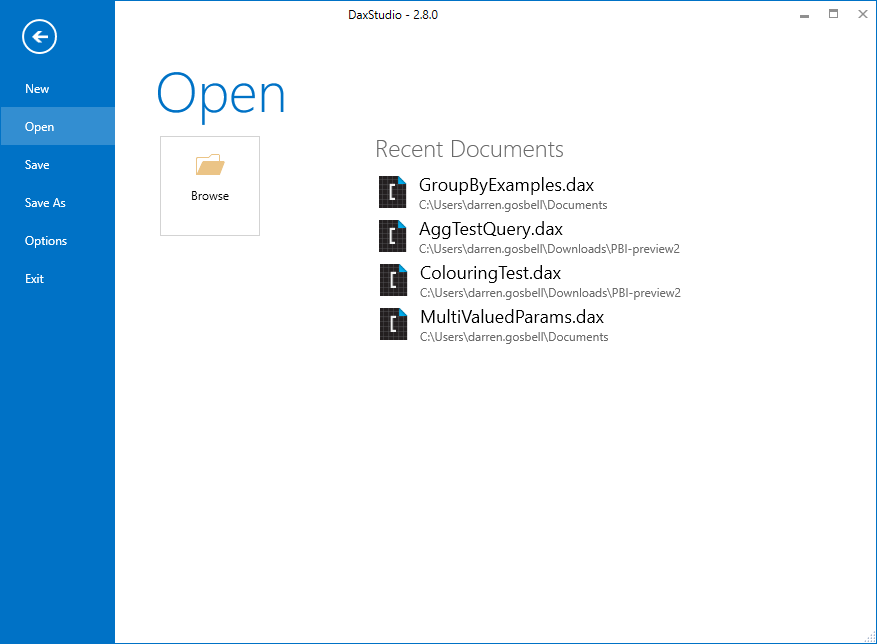 DaxStudio - 2.8.0
New
Open
Save
Save As
Options
Exit
Open
Browse
Recent Documents
GroupByExamples.dax
C:\Users\darren.gosbell\Documents
AggTestQuery.dax
C:\Users\darren.gosbell\Downloads\PBI-preview2
ColouringTest.dax
C:\Users\darren.gosbell\Downloads\PBI-preview2
MultiValuedParams.dax
C:\Users\darren.gosbell\Documents